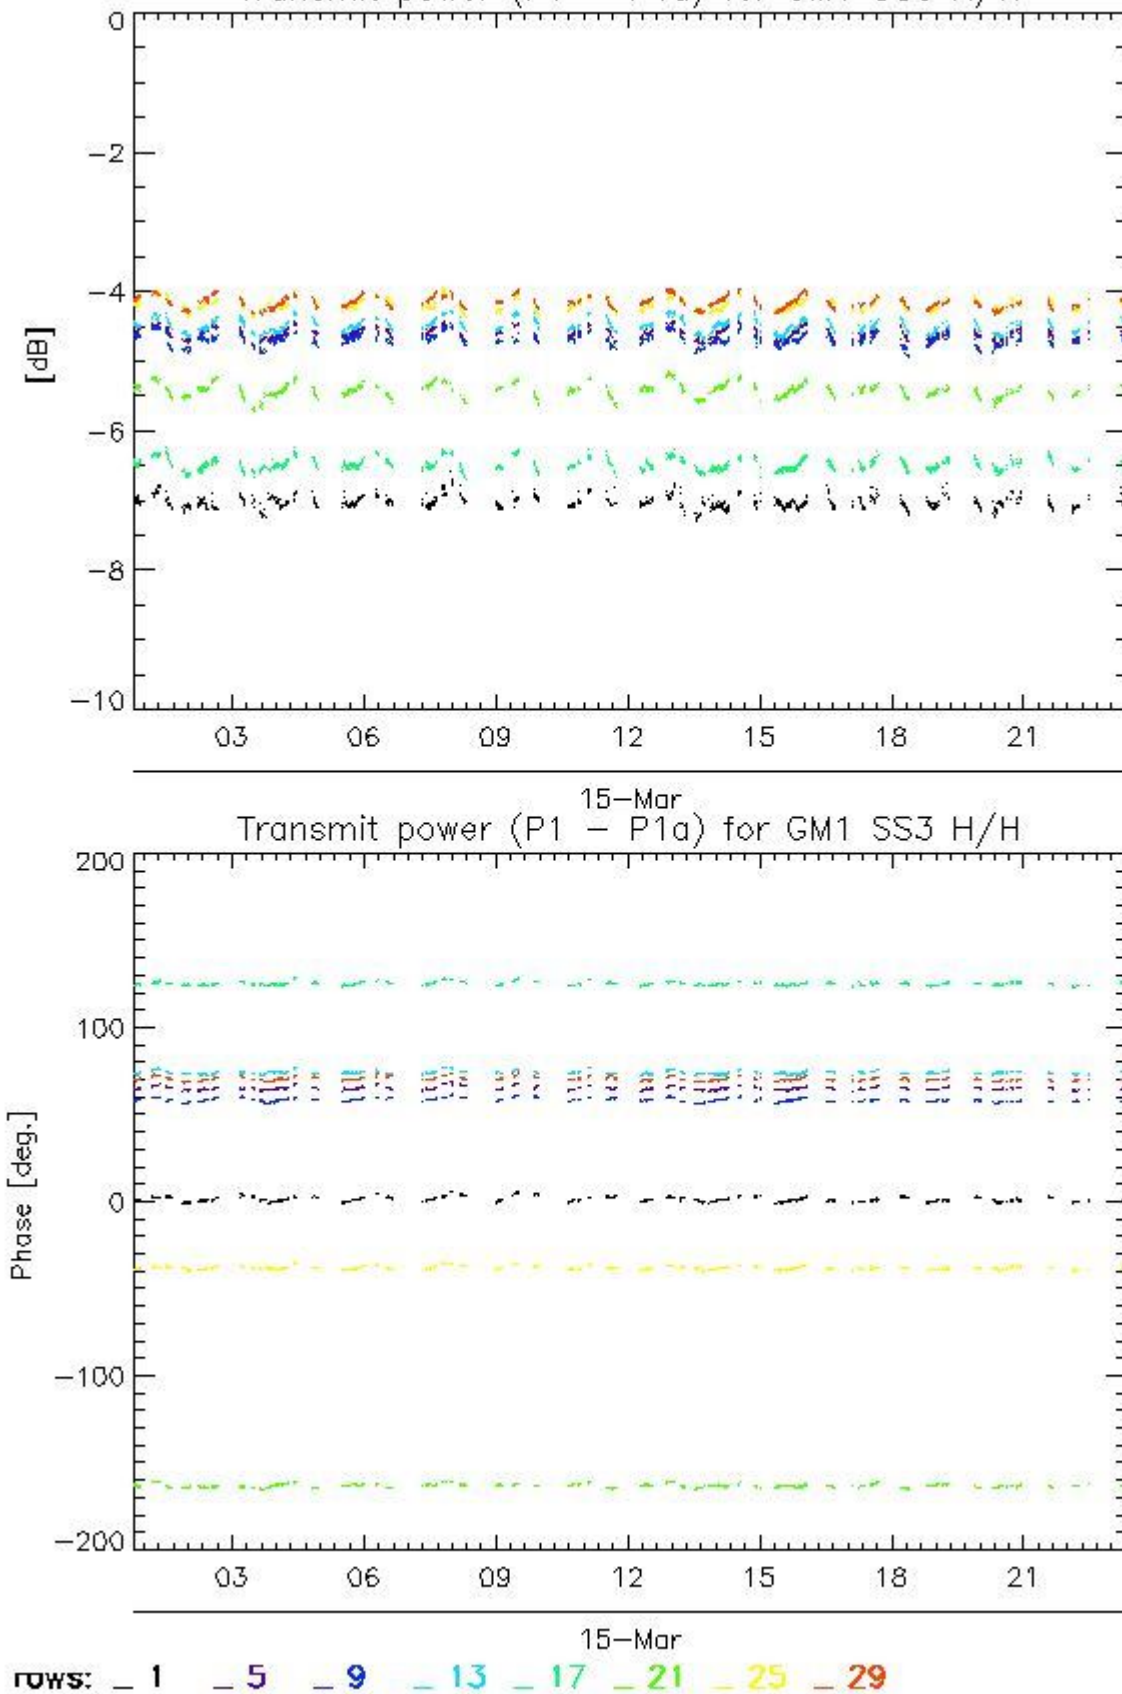 0
−2
−4
[dB]
−6
−8
−10
03 06 09 12 15 18 21
15−Mar
Transmit power (P1 − P1a) for GM1 SS3 H/H
200
100
0
Phase [deg.]
−100
−200
03 06 09 12 15 18 21
15−Mar
rows: _ 1 _ 5 _ 9 _ 13 _ 17 _ 21 _ 25 _ 29